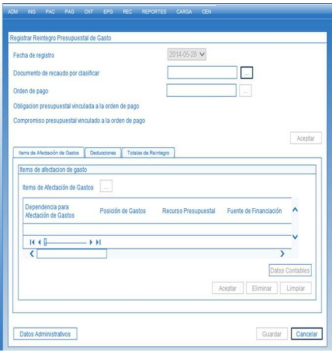 ADM ING PAC PAG CNT EPG REC REPORTES CARGA CEN
Registrar Reintegro Presupuestal de Gasto
Fecha de registro 2014-05-28
Documento de recaudo por clasificar ...
Orden de pago ...
Obligacion presupuestal vinculada a la orden de pago
Compromiso presupuestal vinculado a la orden de pago
Aceptar
Items de Afectación de Gastos Deducciones Totales de Reintegro
Items de afectacion de gasto
Items de Afectación de Gastos ...
Dependencia para Posición de Gastos Recurso Presupuestal Fuente de Financiación
Afectación de Gastos
Datos Contables
Aceptar Eliminar Limpiar
Datos Administrativos Guardar Cancelar